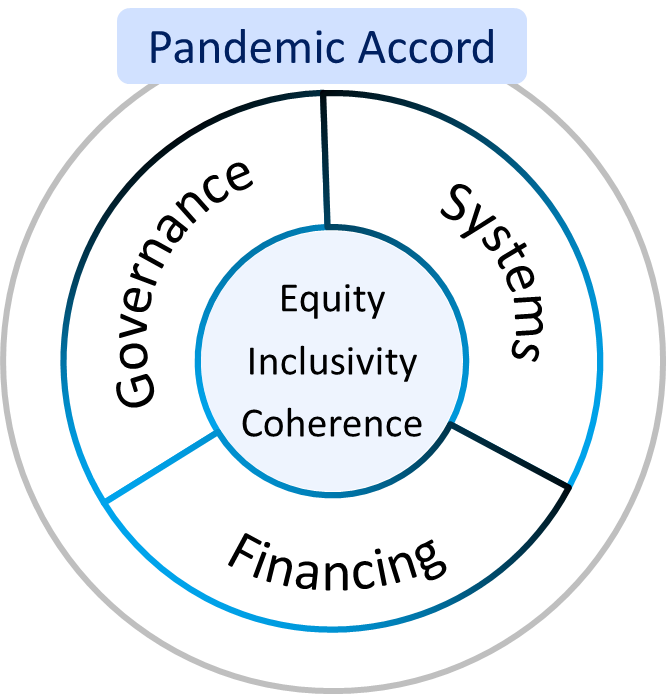 Pandemic Accord
Governance
Systems
Equity
Inclusivity
Coherence
Financing